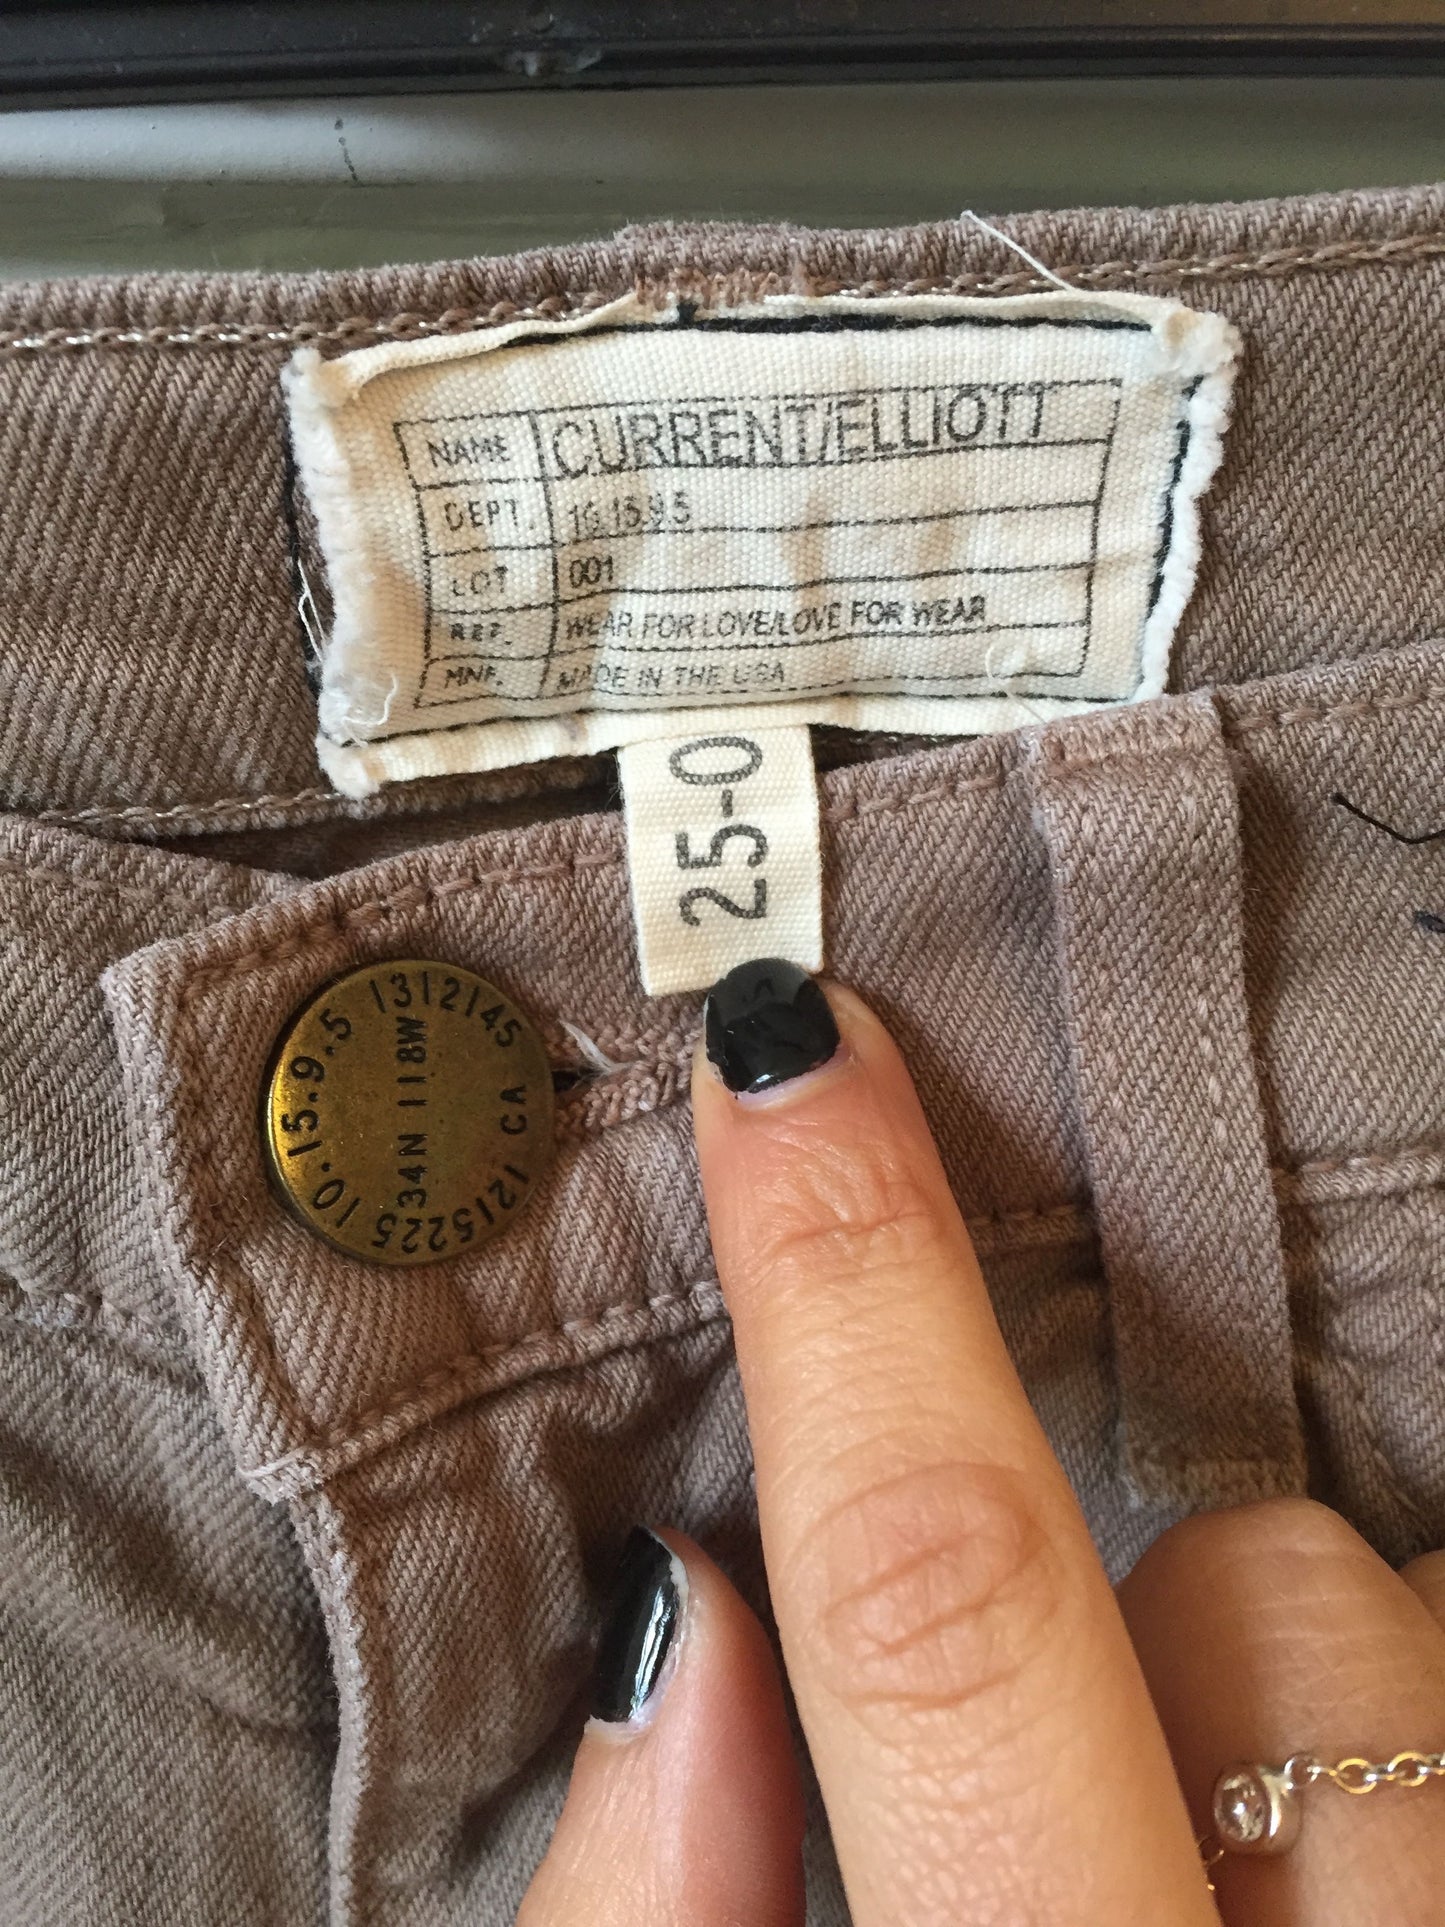 NAME CURRENT/ELLIOTT
DEPT. 10.15.9.5
LOT 001
REF. WEAR FOR LOVE/LOVE FOR WEAR
MNF. MADE IN THE USA
25-0
10.15.9.5 1312145 CA 1215225
34N 118W